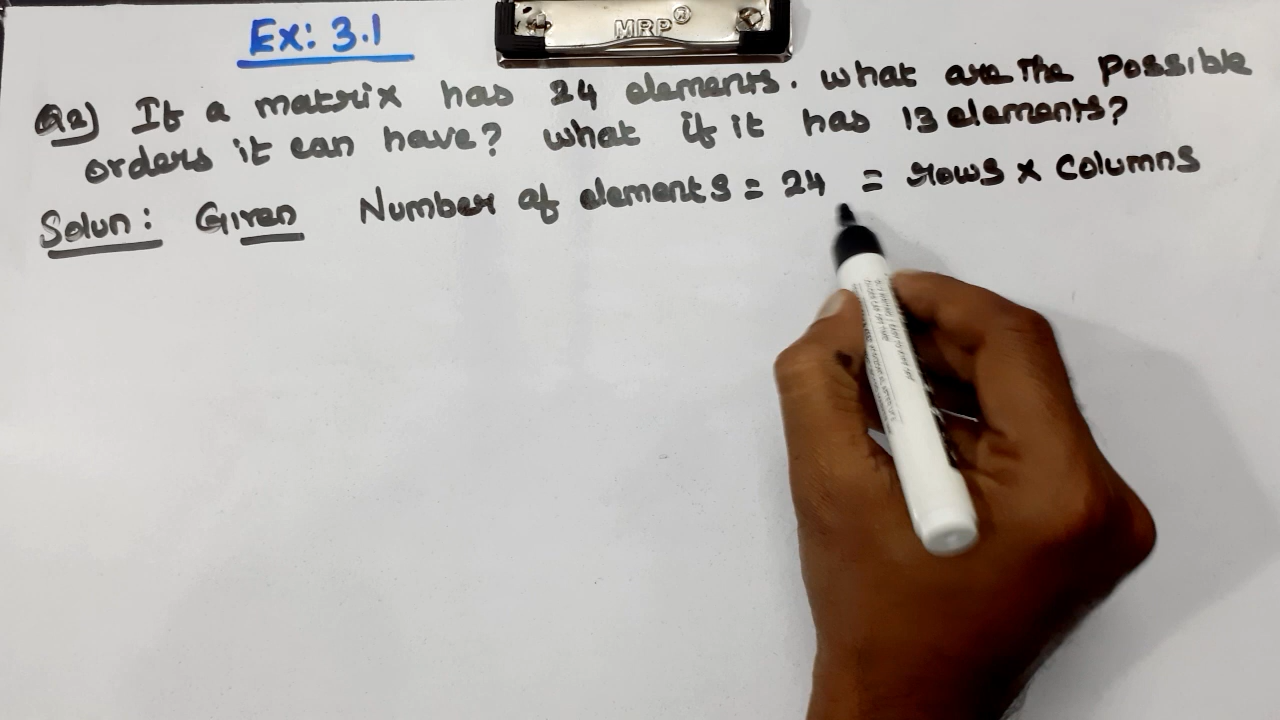 MRP®
Ex: 3.1
Q2) If a matrix has 24 elements. What are the possible
orders it can have? What if it has 13 elements?
Solun: Given Number of elements = 24 = rows x columns